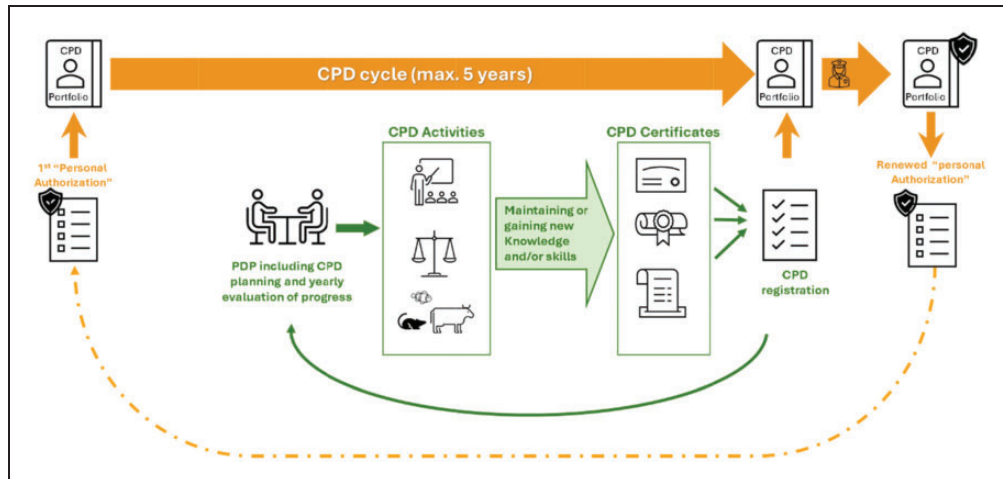 CPD
Portfolio
CPD cycle (max. 5 years)
CPD
Portfolio
CPD
Portfolio
1st "Personal
Authorization"
CPD Activities
CPD Certificates
Renewed "personal
Authorization"
Maintaining or
gaining new
Knowledge
and/or skills
PDP including CPD
planning and yearly
evaluation of progress
CPD
registration